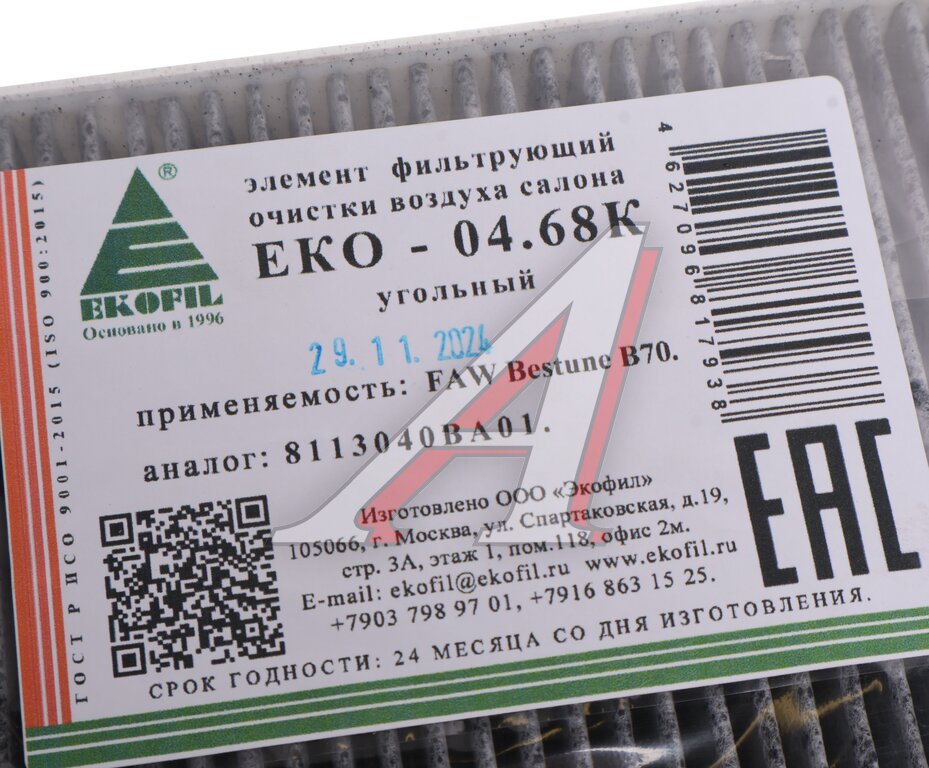 ®
EKOFIL
Основано в 1996
элемент фильтрующий
очистки воздуха салона
ЕКО - 04.68К
угольный
29.11.2024
применяемость: FAW Bestune B70.
аналог: 8113040BA01.
Изготовлено ООО «Экофил»
105066, г. Москва, ул. Спартаковская, д.19,
стр. 3А, этаж 1, пом.118, офис 2м.
E-mail: ekofil@ekofil.ru www.ekofil.ru
+7903 798 97 01, +7916 863 15 25.
СРОК ГОДНОСТИ: 24 МЕСЯЦА СО ДНЯ ИЗГОТОВЛЕНИЯ.
ГОСТ Р ИСО 9001-2015 (ISO 900:2015)
4627096817938
EAC